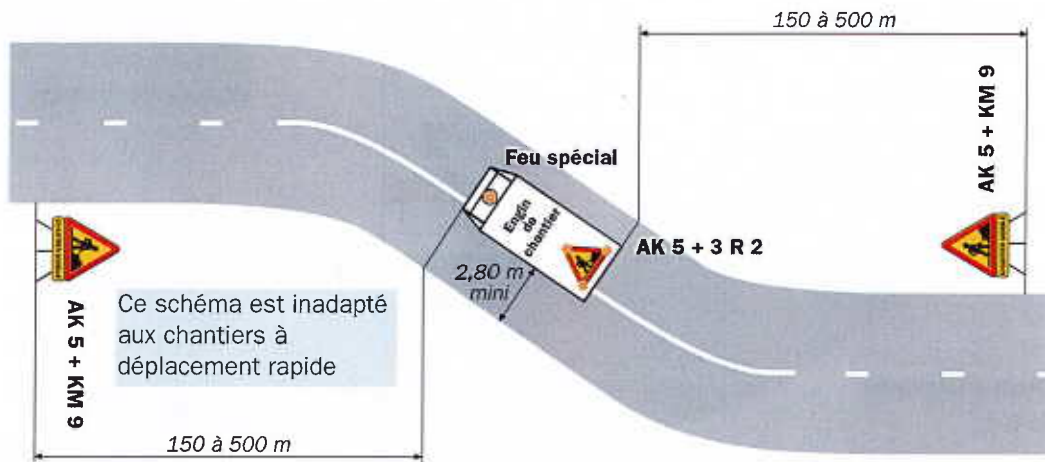 150 à 500 m
AK 5 + KM 9
Feu spécial
Engin
de
chantier
AK 5 + 3 R 2
2,80 m
mini
AK 5 + KM 9
Ce schéma est inadapté
aux chantiers à
déplacement rapide
150 à 500 m